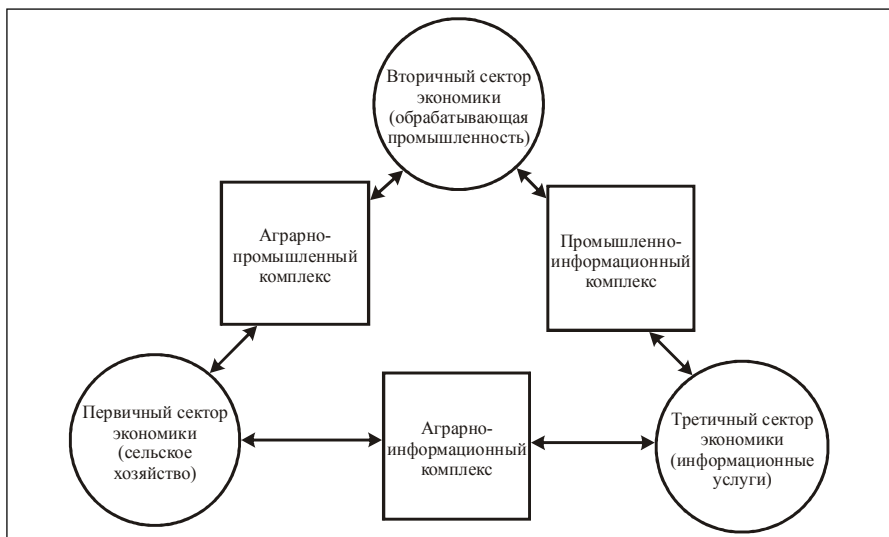 Вторичный сектор
экономики
(обрабатывающая
промышленность)
Аграрно-
промышленный
комплекс
Промышленно-
информационный
комплекс
Первичный сектор
экономики
(сельское
хозяйство)
Аграрно-
информационный
комплекс
Третичный сектор
экономики
(информационные
услуги)